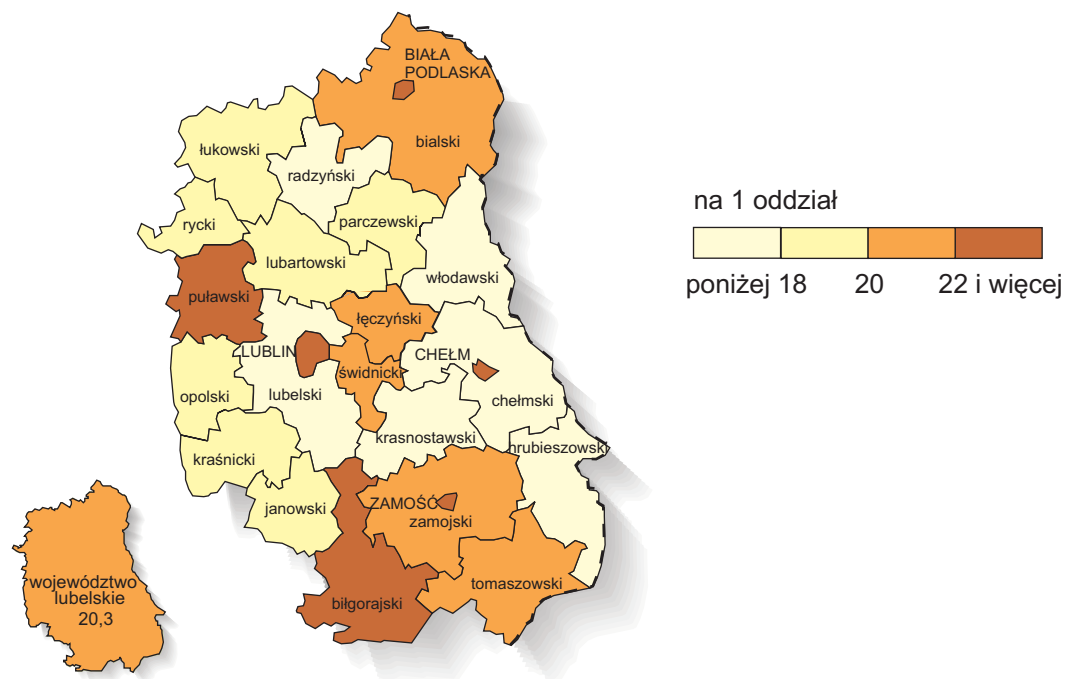 BIAŁA
PODLASKA
bialski
łukowski
radzyński
rycki
parczewski
lubartowski
włodawski
puławski
łęczyński
LUBLIN
CHEŁM
świdnicki
opolski
lubelski
chełmski
krasnostawski
hrubieszowski
kraśnicki
janowski
ZAMOŚĆ
zamojski
tomaszowski
biłgorajski
na 1 oddział
poniżej 18 20 22 i więcej
województwo
lubelskie
20,3